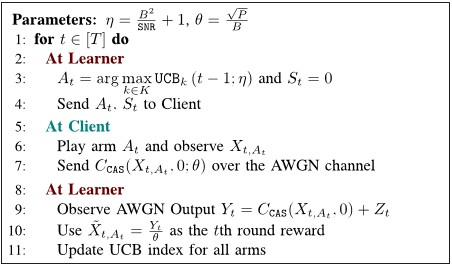 Parameters: η = B²/SNR + 1, θ = √P/B
1: for t ∈ [T] do
2: At Learner
3: A_t = arg max_{k∈K} UCB_k (t − 1; η) and S_t = 0
4: Send A_t, S_t to Client
5: At Client
6: Play arm A_t and observe X_{t,A_t}
7: Send C_CAS(X_{t,A_t}, 0; θ) over the AWGN channel
8: At Learner
9: Observe AWGN Output Y_t = C_CAS(X_{t,A_t}, 0) + Z_t
10: Use X̃_{t,A_t} = Y_t/θ as the tth round reward
11: Update UCB index for all arms